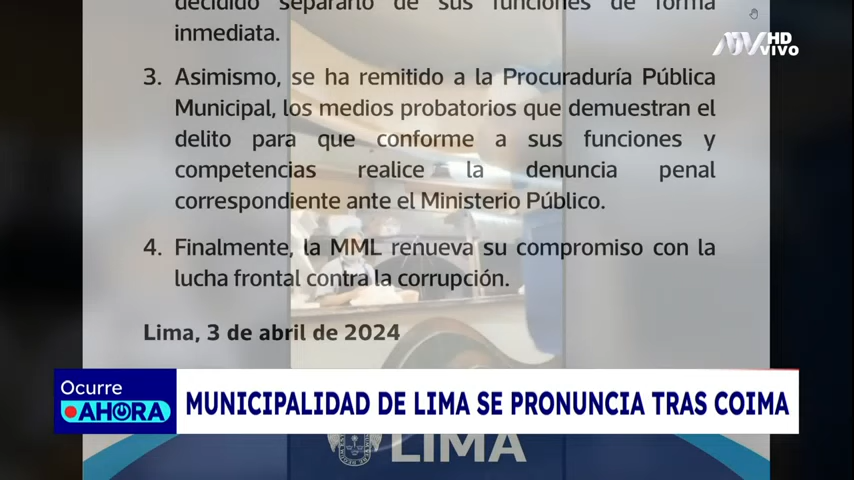 decidido separarlo de sus funciones de forma
inmediata.
ATV HD
VIVO
3. Asimismo, se ha remitido a la Procuraduría Pública
Municipal, los medios probatorios que demuestran el
delito para que conforme a sus funciones y
competencias realice la denuncia penal
correspondiente ante el Ministerio Público.
4. Finalmente, la MML renueva su compromiso con la
lucha frontal contra la corrupción.
Lima, 3 de abril de 2024
Ocurre
AHORA
MUNICIPALIDAD DE LIMA SE PRONUNCIA TRAS COIMA
LIMA